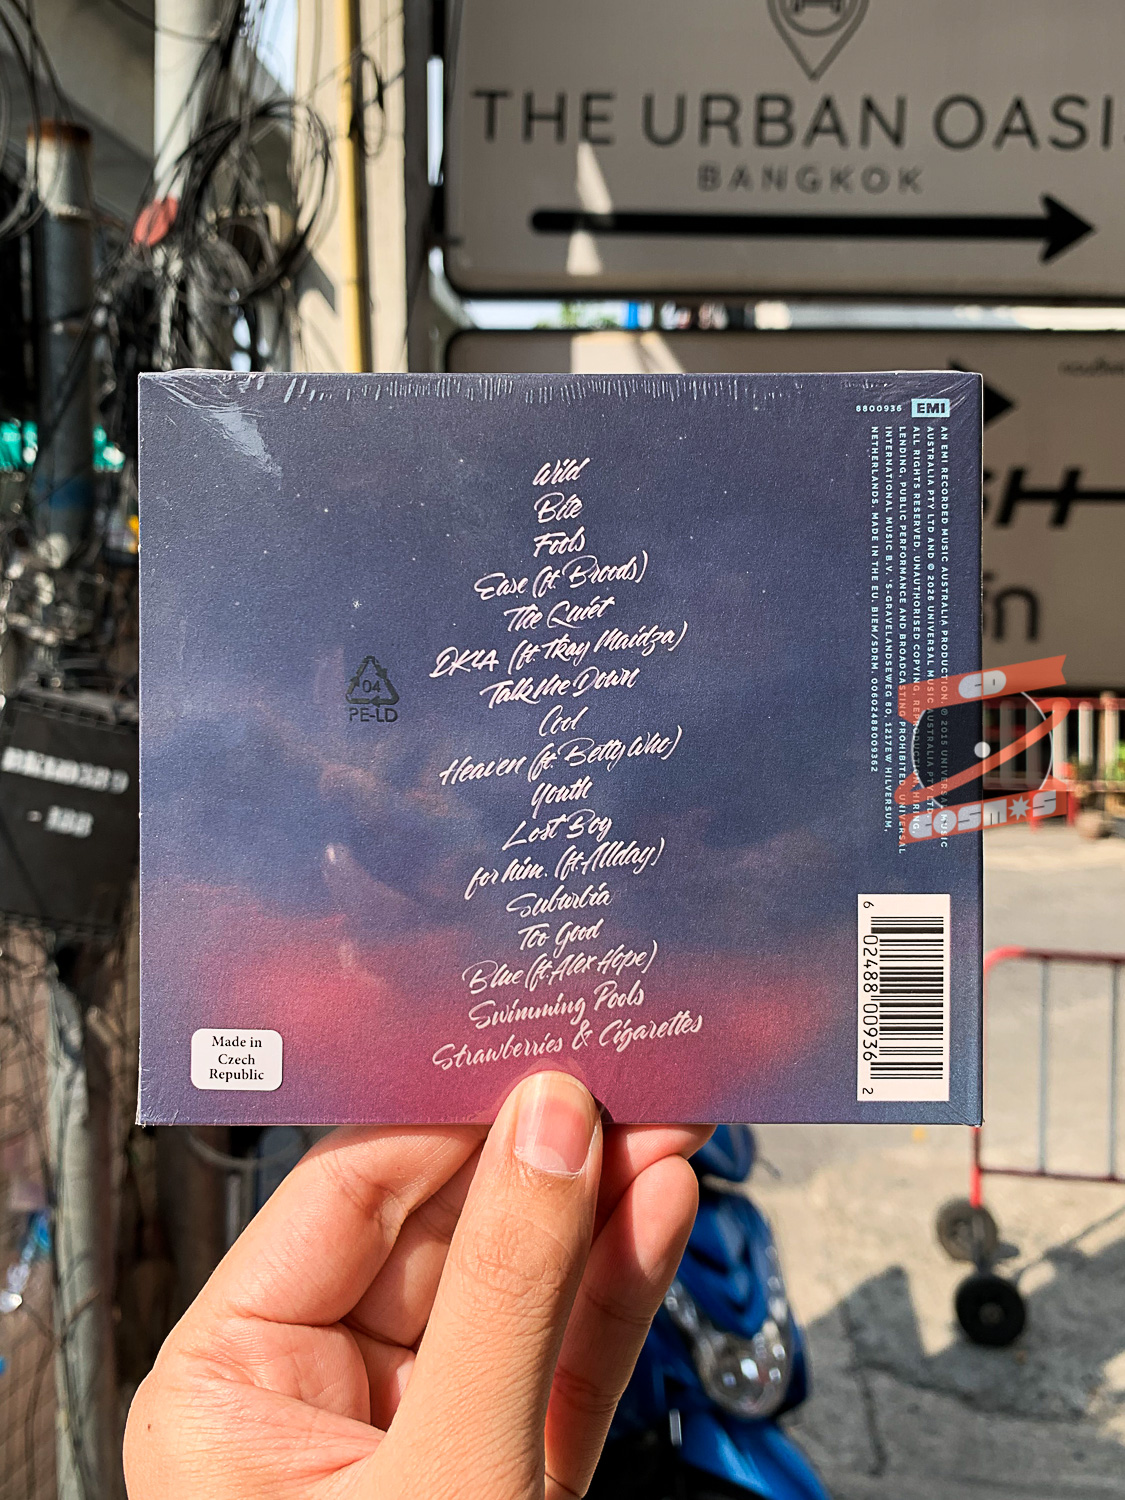 THE URBAN OASI
BANGKOK
8800936 EMI
AN EMI RECORDED MUSIC AUSTRALIA PRODUCTION. ℗ 2015 UNIVERSAL MUSIC
AUSTRALIA PTY LTD AND © 2026 UNIVERSAL MUSIC AUSTRALIA PTY LTD.
ALL RIGHTS RESERVED. UNAUTHORISED COPYING, REPRODUCTION, HIRING,
LENDING, PUBLIC PERFORMANCE AND BROADCASTING PROHIBITED. UNIVERSAL
INTERNATIONAL MUSIC B.V. 'S-GRAVELANDSEWEG 80, 1217EW HILVERSUM,
NETHERLANDS. MADE IN THE EU. BIEM/SDRM. 00602488009362
Wild
Bite
Fools
Ease (ft. Broods)
The Quiet
DKLA (ft. Tkay Maidza)
Talk Me Down
Cool
Heaven (ft. Betty Who)
Youth
Lost Boy
for him. (ft. Allday)
Suburbia
Too Good
Blue (ft. Alex Hope)
Swimming Pools
Strawberries & Cigarettes
04
PE-LD
CD
COSMOS
Made in
Czech
Republic
6 02488 00936 2